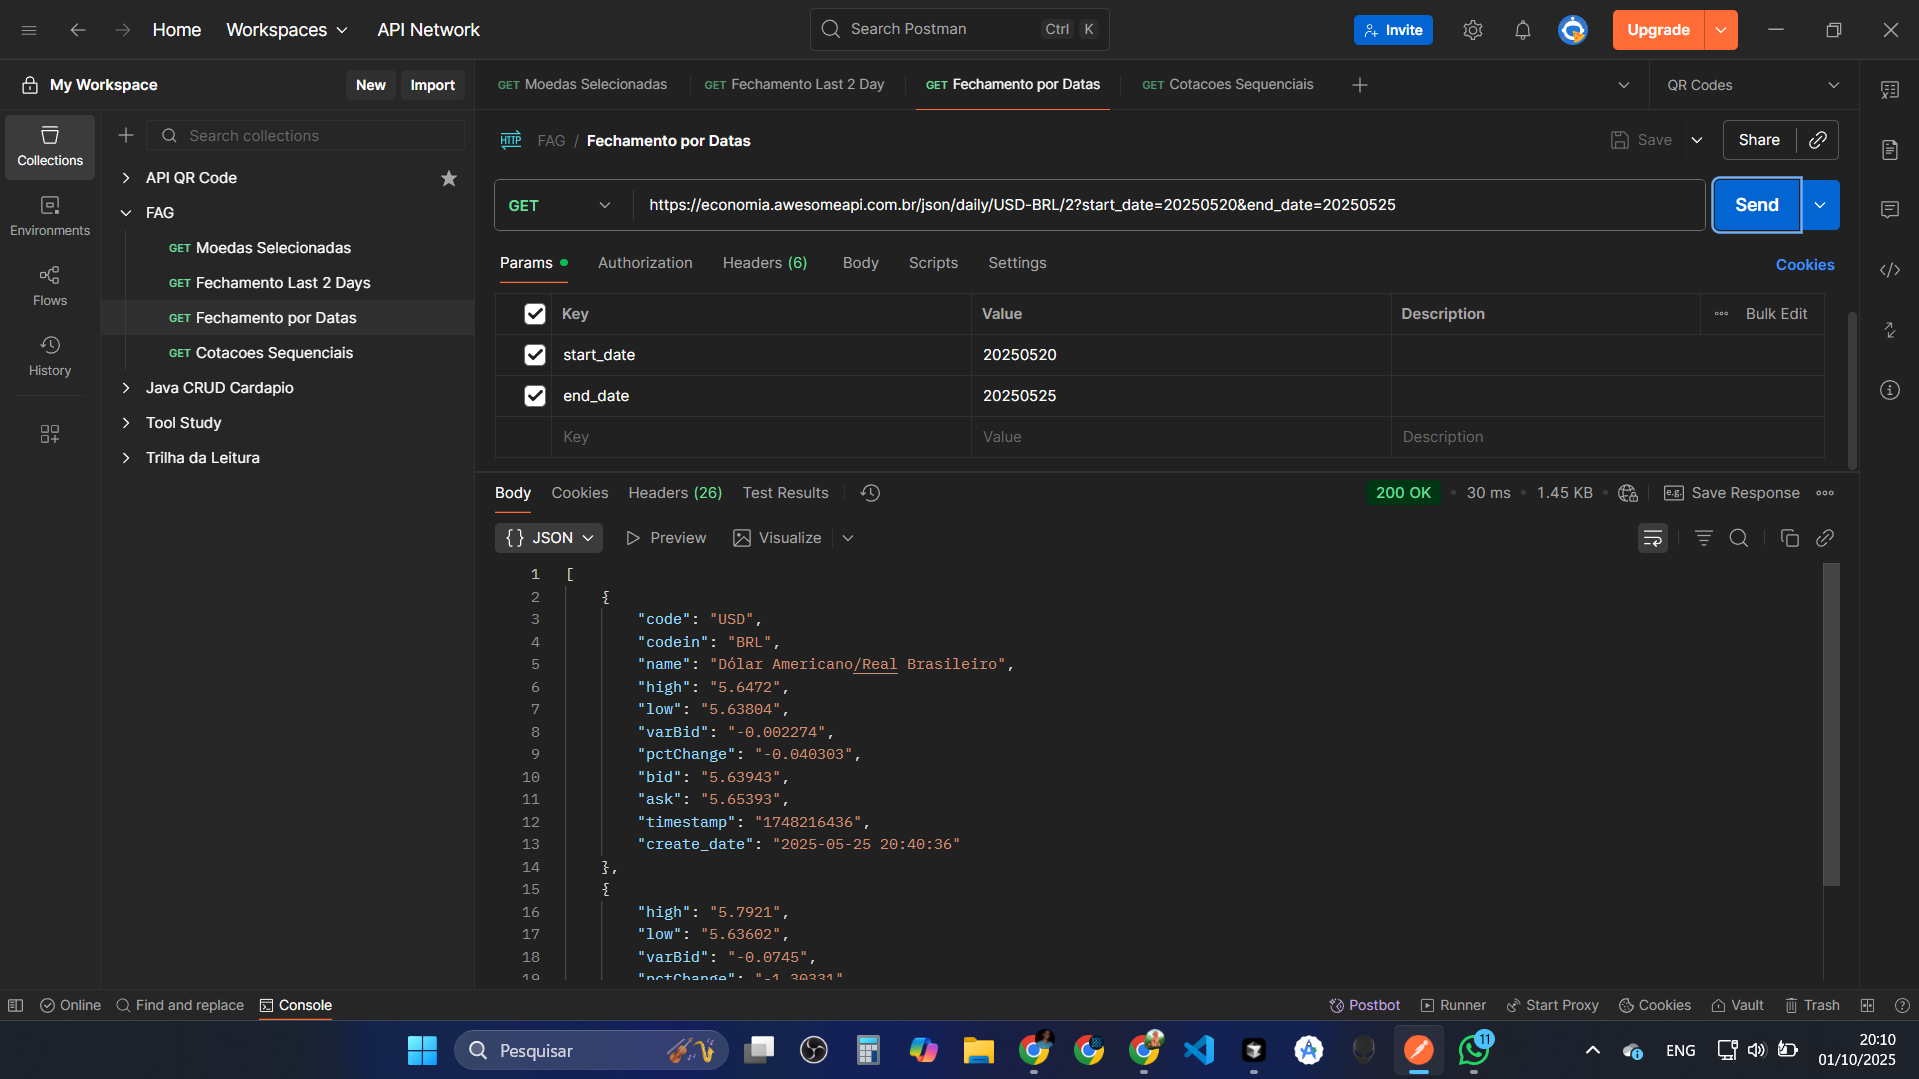 Home Workspaces API Network Search Postman Ctrl K Invite Upgrade
My Workspace New Import GET Moedas Selecionadas GET Fechamento Last 2 Day GET Fechamento por Datas GET Cotacoes Sequenciais QR Codes
Collections
Environments
Flows
History
Search collections
API QR Code
FAG
GET Moedas Selecionadas
GET Fechamento Last 2 Days
GET Fechamento por Datas
GET Cotacoes Sequenciais
Java CRUD Cardapio
Tool Study
Trilha da Leitura
HTTP FAG / Fechamento por Datas Save Share
GET https://economia.awesomeapi.com.br/json/daily/USD-BRL/2?start_date=20250520&end_date=20250525 Send
Params Authorization Headers (6) Body Scripts Settings Cookies
Key Value Description Bulk Edit
start_date 20250520
end_date 20250525
Key Value Description
Body Cookies Headers (26) Test Results 200 OK 30 ms 1.45 KB e.g. Save Response
{} JSON Preview Visualize
1 [
2 {
3 "code": "USD",
4 "codein": "BRL",
5 "name": "Dólar Americano/Real Brasileiro",
6 "high": "5.6472",
7 "low": "5.63804",
8 "varBid": "-0.002274",
9 "pctChange": "-0.040303",
10 "bid": "5.63943",
11 "ask": "5.65393",
12 "timestamp": "1748216436",
13 "create_date": "2025-05-25 20:40:36"
14 },
15 {
16 "high": "5.7921",
17 "low": "5.63602",
18 "varBid": "-0.0745",
19 "pctChange": "-1.30331"
Online Find and replace Console Postbot Runner Start Proxy Cookies Vault Trash
Pesquisar 11 ENG 20:10
01/10/2025